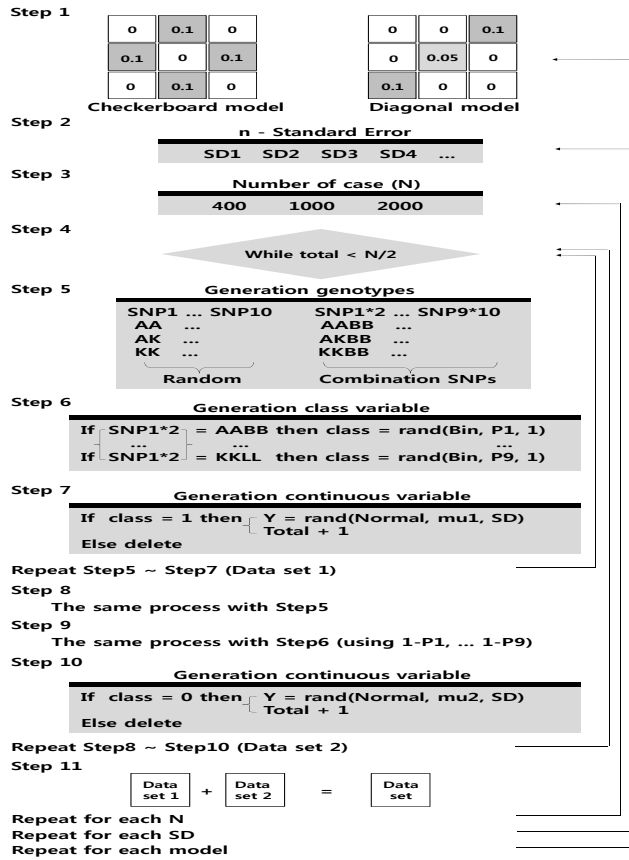 Step 1
0 0.1 0
0 0 0.1
0.1 0 0.1
0 0.05 0
0 0.1 0
0.1 0 0
Checkerboard model
Diagonal model
Step 2
n - Standard Error
SD1 SD2 SD3 SD4 ...
Step 3
Number of case (N)
400 1000 2000
Step 4
While total < N/2
Step 5
Generation genotypes
SNP1 ... SNP10 SNP1*2 ... SNP9*10
AA ... AABB ...
AK ... AKBB ...
KK ... KKBB ...
Random Combination SNPs
Step 6
Generation class variable
If SNP1*2 = AABB then class = rand(Bin, P1, 1)
... ... ...
If SNP1*2 = KKLL then class = rand(Bin, P9, 1)
Step 7
Generation continuous variable
If class = 1 then Y = rand(Normal, mu1, SD)
Total + 1
Else delete
Repeat Step5 ~ Step7 (Data set 1)
Step 8
The same process with Step5
Step 9
The same process with Step6 (using 1-P1, ... 1-P9)
Step 10
Generation continuous variable
If class = 0 then Y = rand(Normal, mu2, SD)
Total + 1
Else delete
Repeat Step8 ~ Step10 (Data set 2)
Step 11
Data set 1 + Data set 2 = Data set
Repeat for each N
Repeat for each SD
Repeat for each model